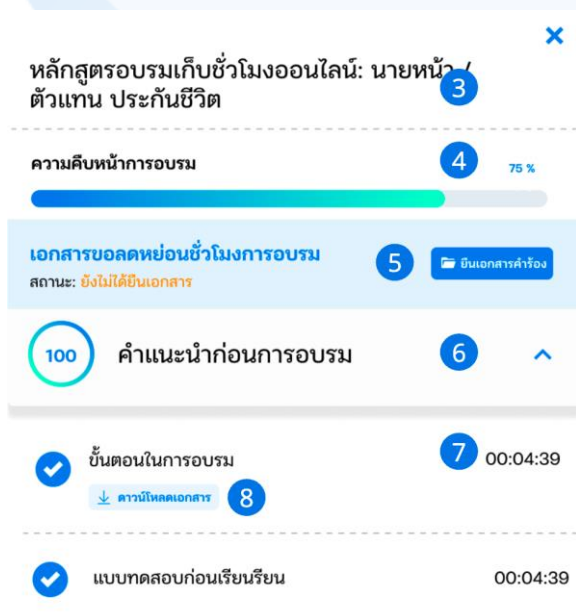 หลักสูตรอบรมเก็บชั่วโมงออนไลน์: นายหน้า /
3
ตัวแทน ประกันชีวิต
ความคืบหน้าการอบรม
4
75 %
เอกสารขอลดหย่อนชั่วโมงการอบรม
5
ยืนเอกสารคำร้อง
สถานะ: ยังไม่ได้ยืนเอกสาร
100
คำแนะนำก่อนการอบรม
6
ขั้นตอนในการอบรม
7
00:04:39
ดาวน์โหลดเอกสาร
8
แบบทดสอบก่อนเรียนรียน
00:04:39